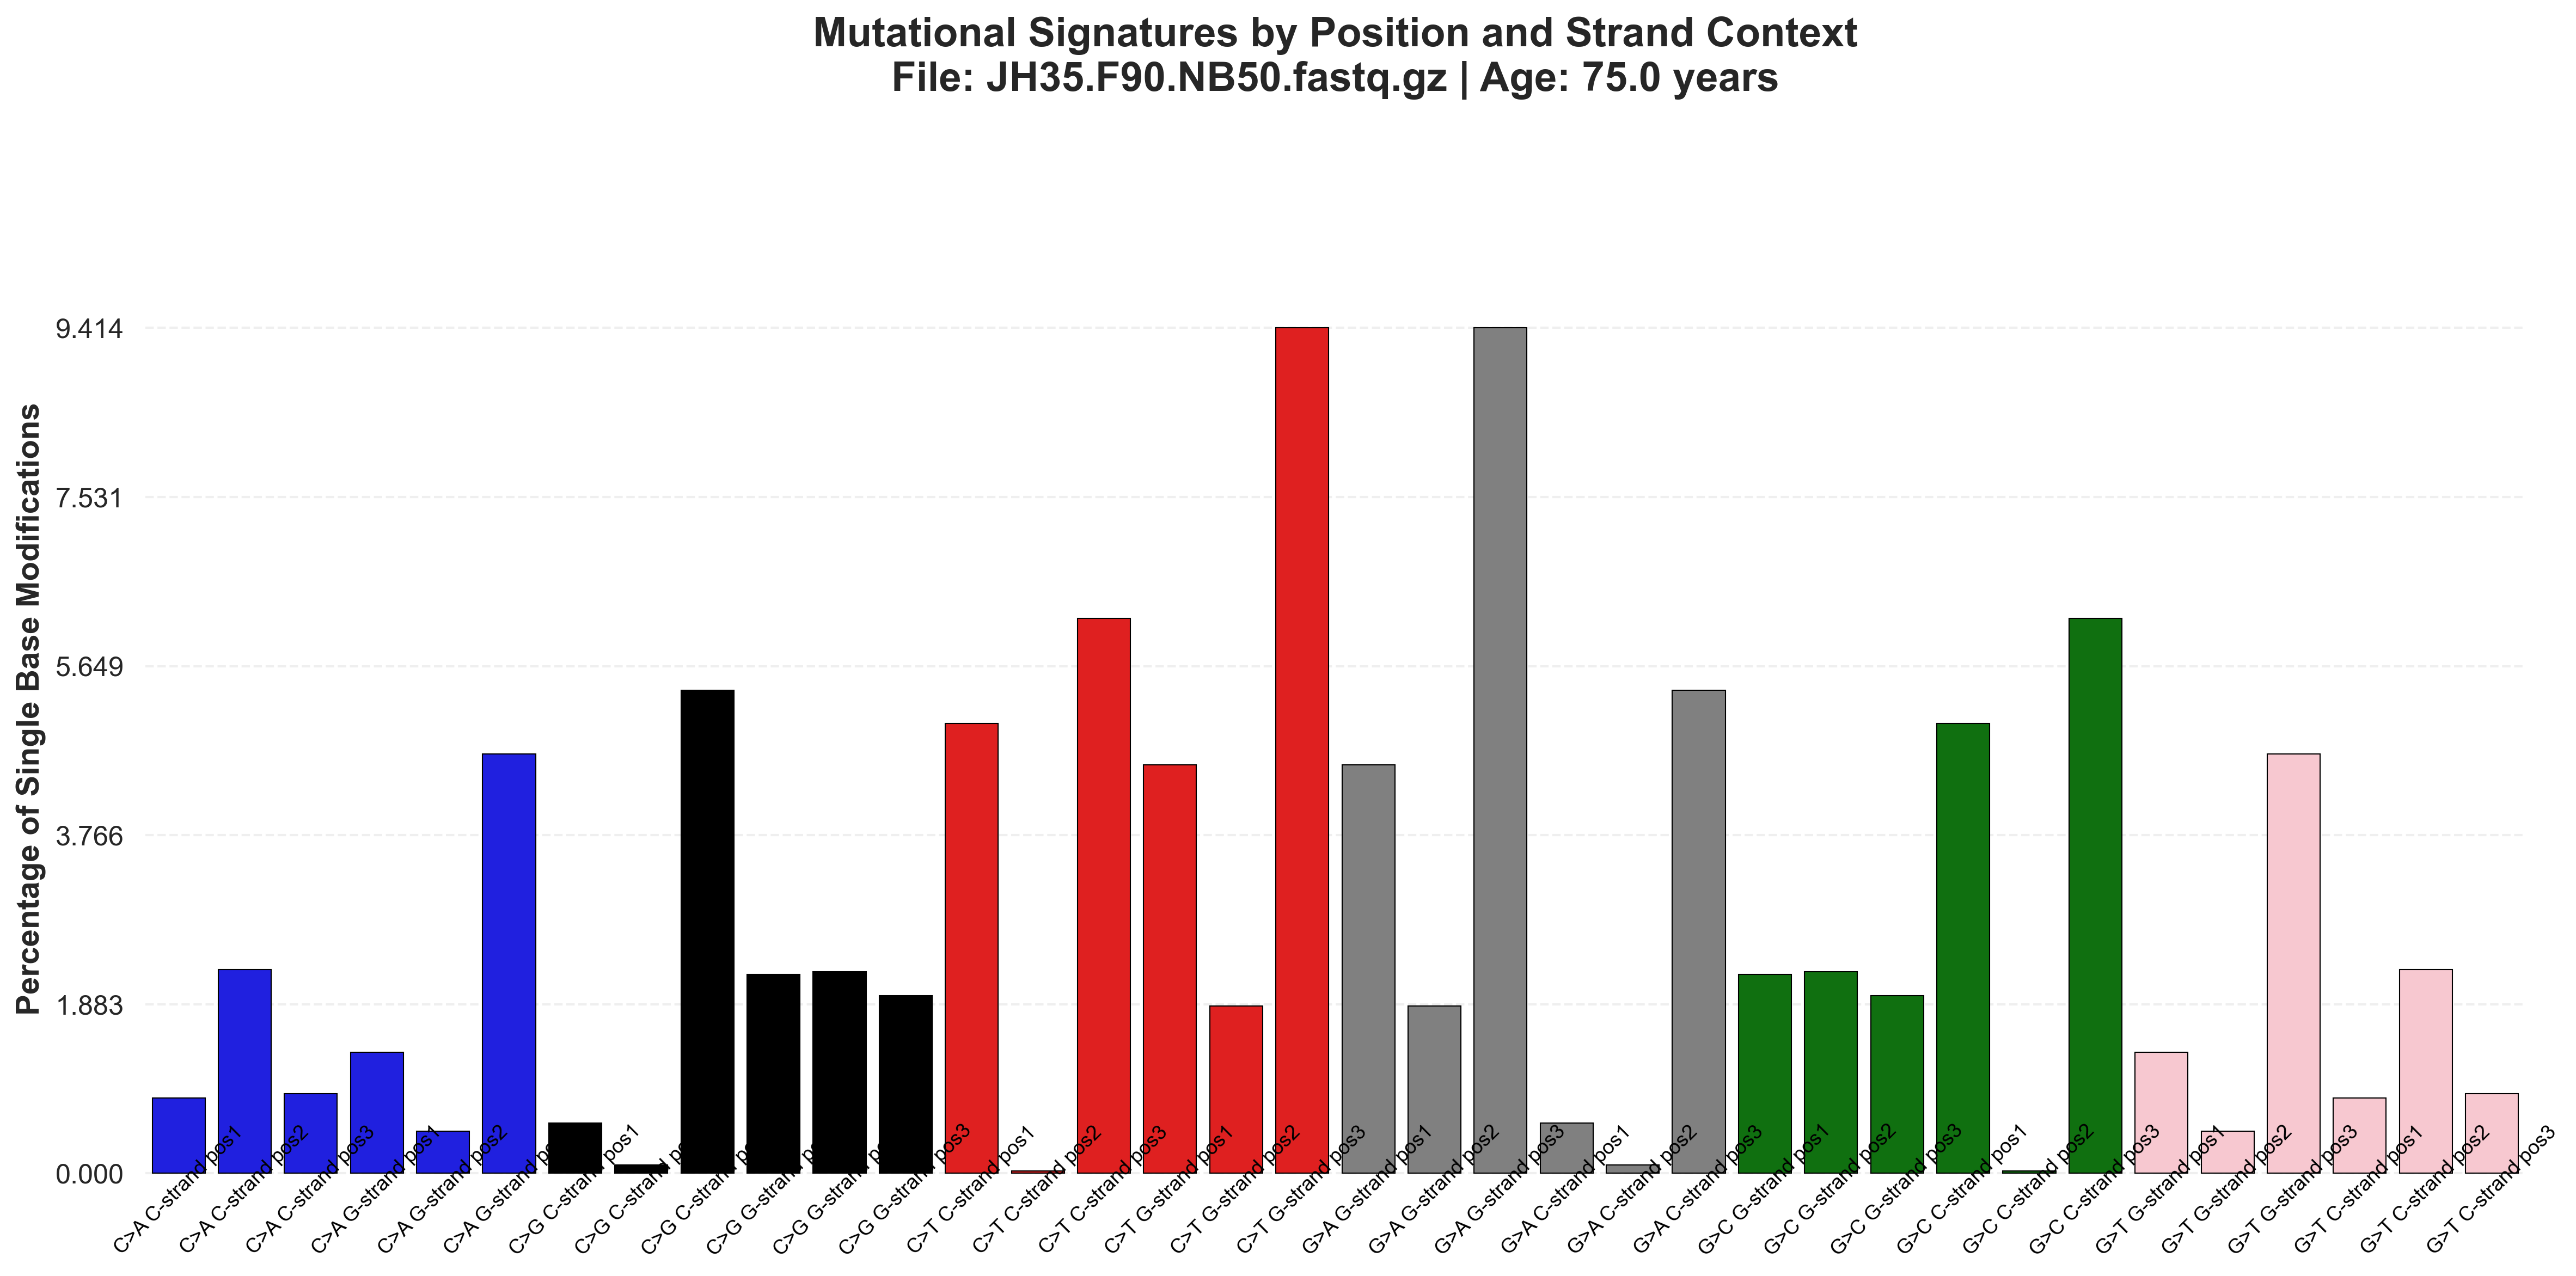 Mutational Signatures by Position and Strand Context
File: JH35.F90.NB50.fastq.gz | Age: 75.0 years
Percentage of Single Base Modifications
9.414
7.531
5.649
3.766
1.883
0.000
C>A C-strand pos1
C>A C-strand pos2
C>A C-strand pos3
C>A G-strand pos1
C>A G-strand pos2
C>A G-strand
C>G C-strand pos1
C>G C-strand
C>G C-strand
C>G G-strand
C>G G-strand
C>G G-strand pos3
C>T C-strand pos1
C>T C-strand pos2
C>T C-strand pos3
C>T G-strand pos1
C>T G-strand pos2
C>T G-strand pos3
G>A G-strand pos1
G>A G-strand pos2
G>A G-strand pos3
G>A C-strand pos1
G>A C-strand pos2
G>A C-strand pos3
G>C G-strand pos1
G>C G-strand pos2
G>C G-strand pos3
G>C C-strand pos1
G>C C-strand pos2
G>C C-strand pos3
G>T G-strand pos1
G>T G-strand pos2
G>T G-strand pos3
G>T C-strand pos1
G>T C-strand pos2
G>T C-strand pos3